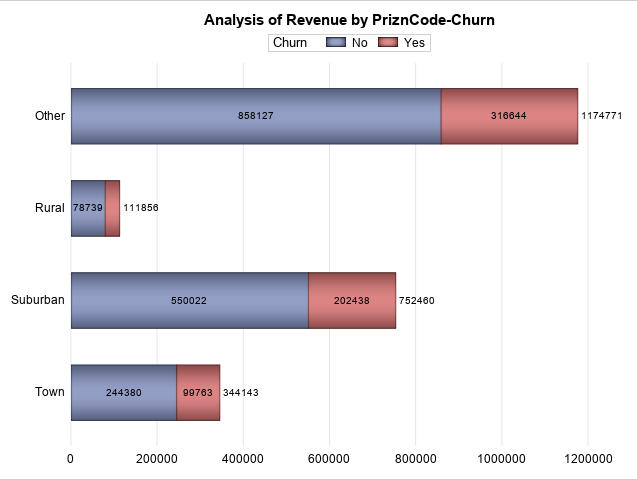 Analysis of Revenue by PriznCode-Churn
Churn No Yes
Other 858127 316644 1174771
Rural 78739 111856
Suburban 550022 202438 752460
Town 244380 99763 344143
0 200000 400000 600000 800000 1000000 1200000